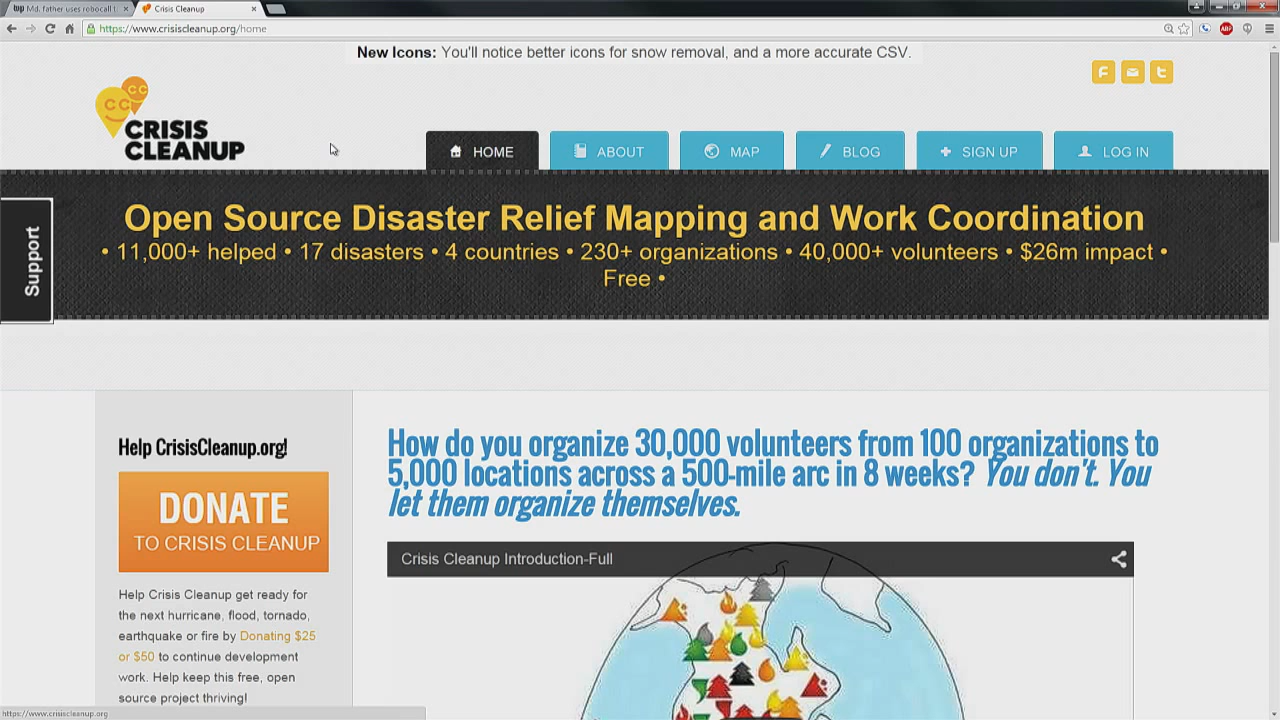 Md. father uses robocall t
Crisis Cleanup
https://www.crisiscleanup.org/home
New Icons: You'll notice better icons for snow removal, and a more accurate CSV.
CC
CC
CRISIS
CLEANUP
HOME
ABOUT
MAP
BLOG
SIGN UP
LOG IN
Support
Open Source Disaster Relief Mapping and Work Coordination
• 11,000+ helped • 17 disasters • 4 countries • 230+ organizations • 40,000+ volunteers • $26m impact •
Free •
Help CrisisCleanup.org!
DONATE
TO CRISIS CLEANUP
Help Crisis Cleanup get ready for
the next hurricane, flood, tornado,
earthquake or fire by Donating $25
or $50 to continue development
work. Help keep this free, open
source project thriving!
How do you organize 30,000 volunteers from 100 organizations to
5,000 locations across a 500-mile arc in 8 weeks? You don't. You
let them organize themselves.
Crisis Cleanup Introduction-Full
https://www.crisiscleanup.org